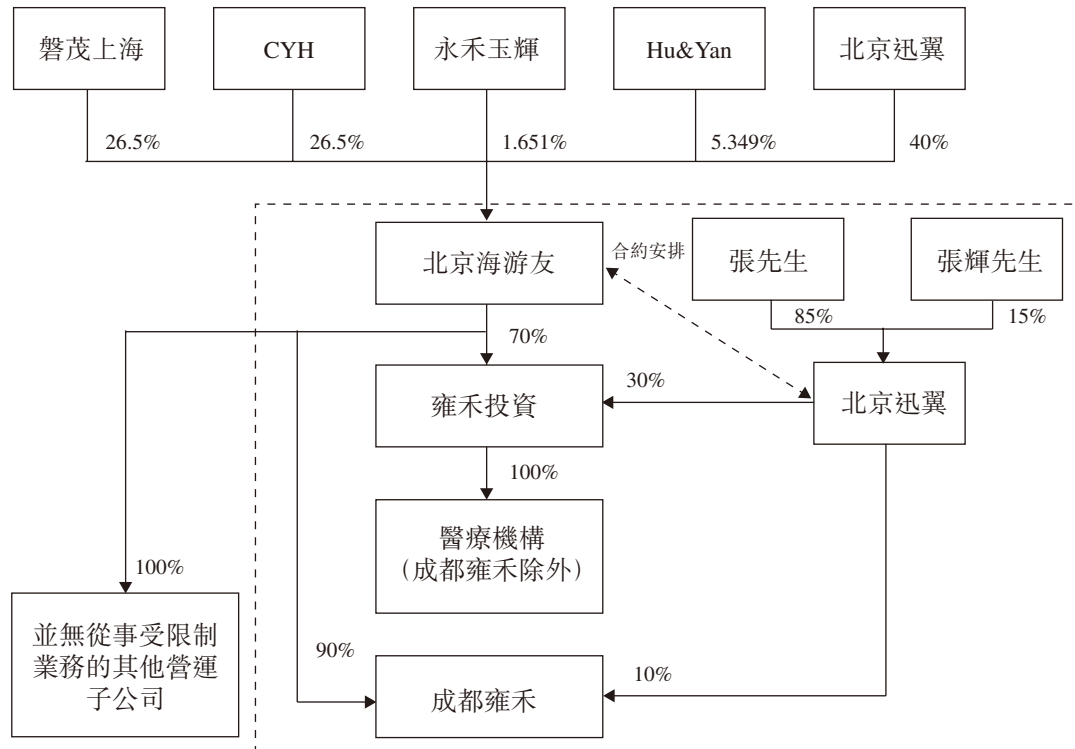 磐茂上海
CYH
永禾玉輝
Hu&Yan
北京迅翼
26.5%
26.5%
1.651%
5.349%
40%
北京海游友
合約安排
張先生
張輝先生
85%
15%
70%
雍禾投資
30%
北京迅翼
100%
醫療機構
（成都雍禾除外）
100%
並無從事受限制
業務的其他營運
子公司
90%
成都雍禾
10%